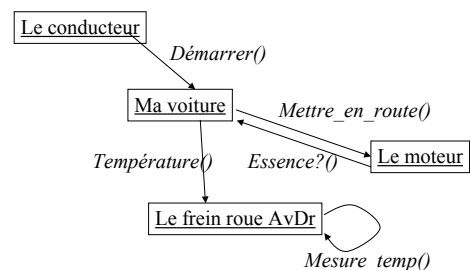 Le conducteur
Démarrer()
Ma voiture
Mettre_en_route()
Température()
Essence?()
Le moteur
Le frein roue AvDr
Mesure_temp()